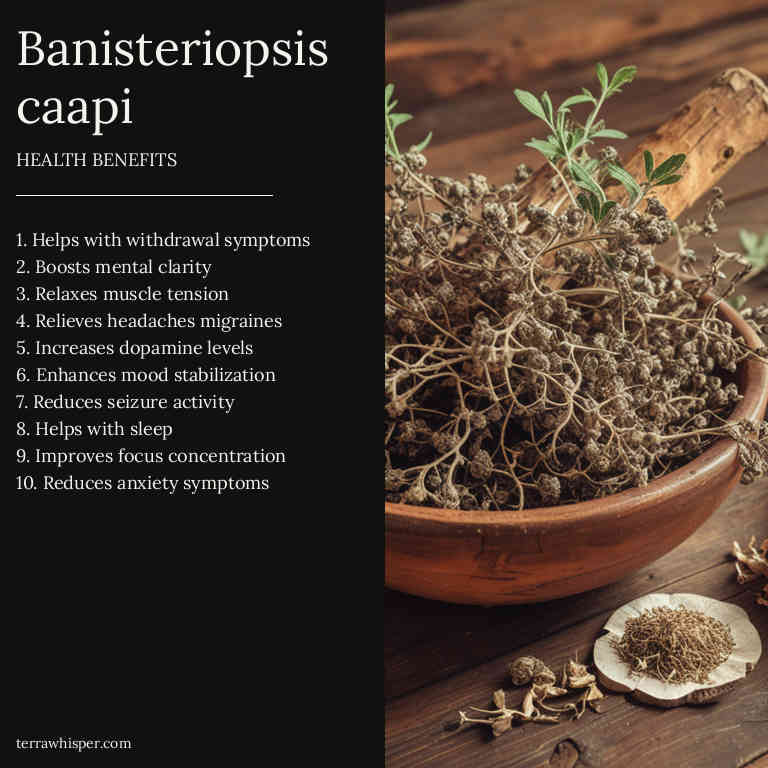 Banisteriopsis
caapi
HEALTH BENEFITS
1. Helps with withdrawal symptoms
2. Boosts mental clarity
3. Relaxes muscle tension
4. Relieves headaches migraines
5. Increases dopamine levels
6. Enhances mood stabilization
7. Reduces seizure activity
8. Helps with sleep
9. Improves focus concentration
10. Reduces anxiety symptoms
terrawhisper.com